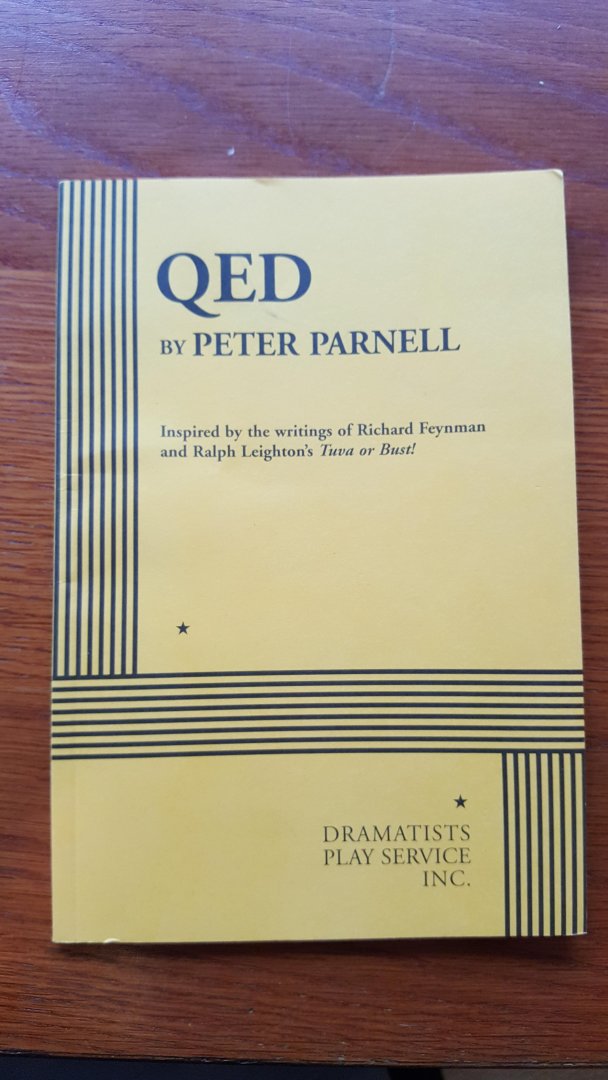 QED
BY PETER PARNELL
Inspired by the writings of Richard Feynman
and Ralph Leighton's Tuva or Bust!
DRAMATISTS
PLAY SERVICE
INC.